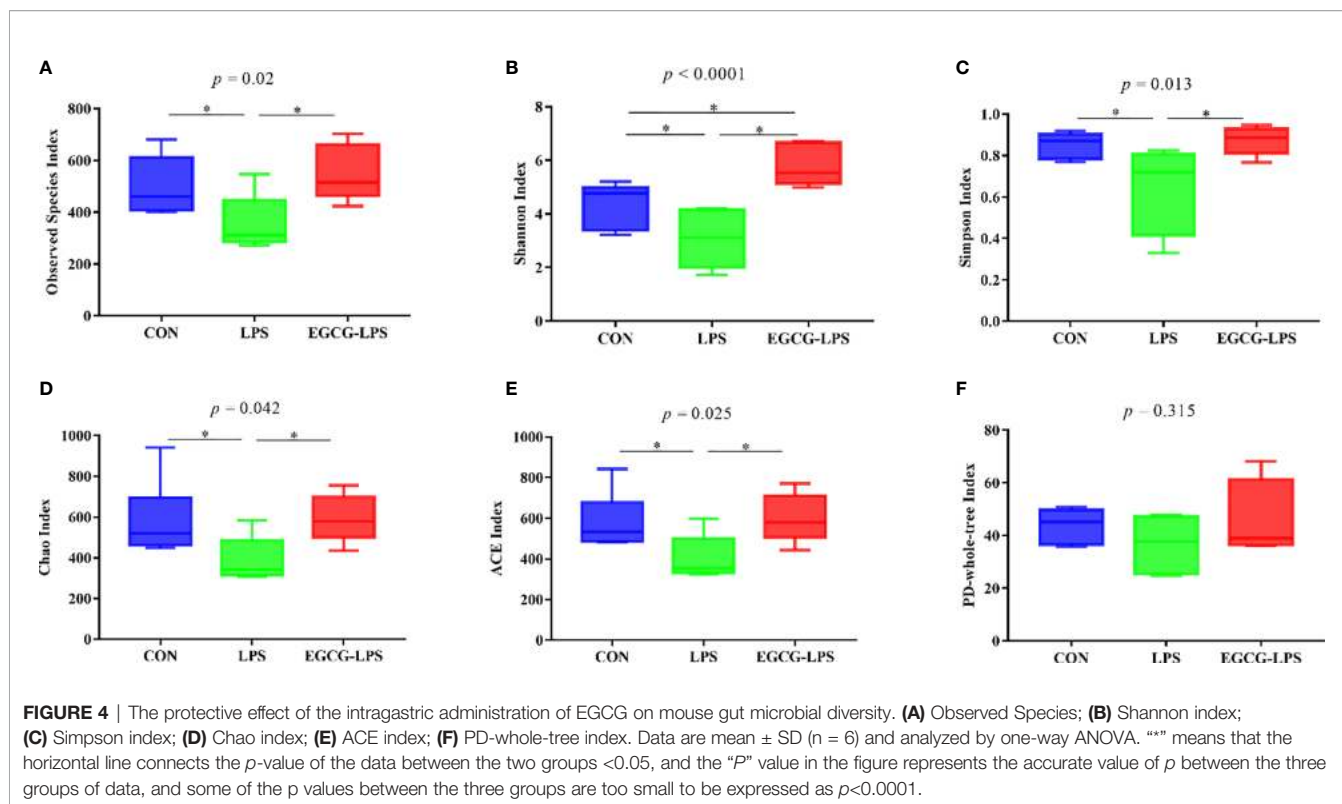 A
p = 0.02
*
*
Observed Species Index
800
600
400
200
0
CON
LPS
EGCG-LPS
B
p < 0.0001
*
*
*
Shannon Index
8
6
4
2
0
CON
LPS
EGCG-LPS
C
p = 0.013
*
*
Simpson Index
1.0
0.8
0.6
0.4
0.2
0.0
CON
LPS
EGCG-LPS
D
p = 0.042
*
*
Chao Index
1000
800
600
400
200
0
CON
LPS
EGCG-LPS
E
p = 0.025
*
*
ACE Index
1000
800
600
400
200
0
CON
LPS
EGCG-LPS
F
p = 0.315
PD-whole-tree Index
80
60
40
20
0
CON
LPS
EGCG-LPS
FIGURE 4 | The protective effect of the intragastric administration of EGCG on mouse gut microbial diversity. (A) Observed Species; (B) Shannon index;
(C) Simpson index; (D) Chao index; (E) ACE index; (F) PD-whole-tree index. Data are mean ± SD (n = 6) and analyzed by one-way ANOVA. “*” means that the
horizontal line connects the p-value of the data between the two groups <0.05, and the “P” value in the figure represents the accurate value of p between the three
groups of data, and some of the p values between the three groups are too small to be expressed as p<0.0001.